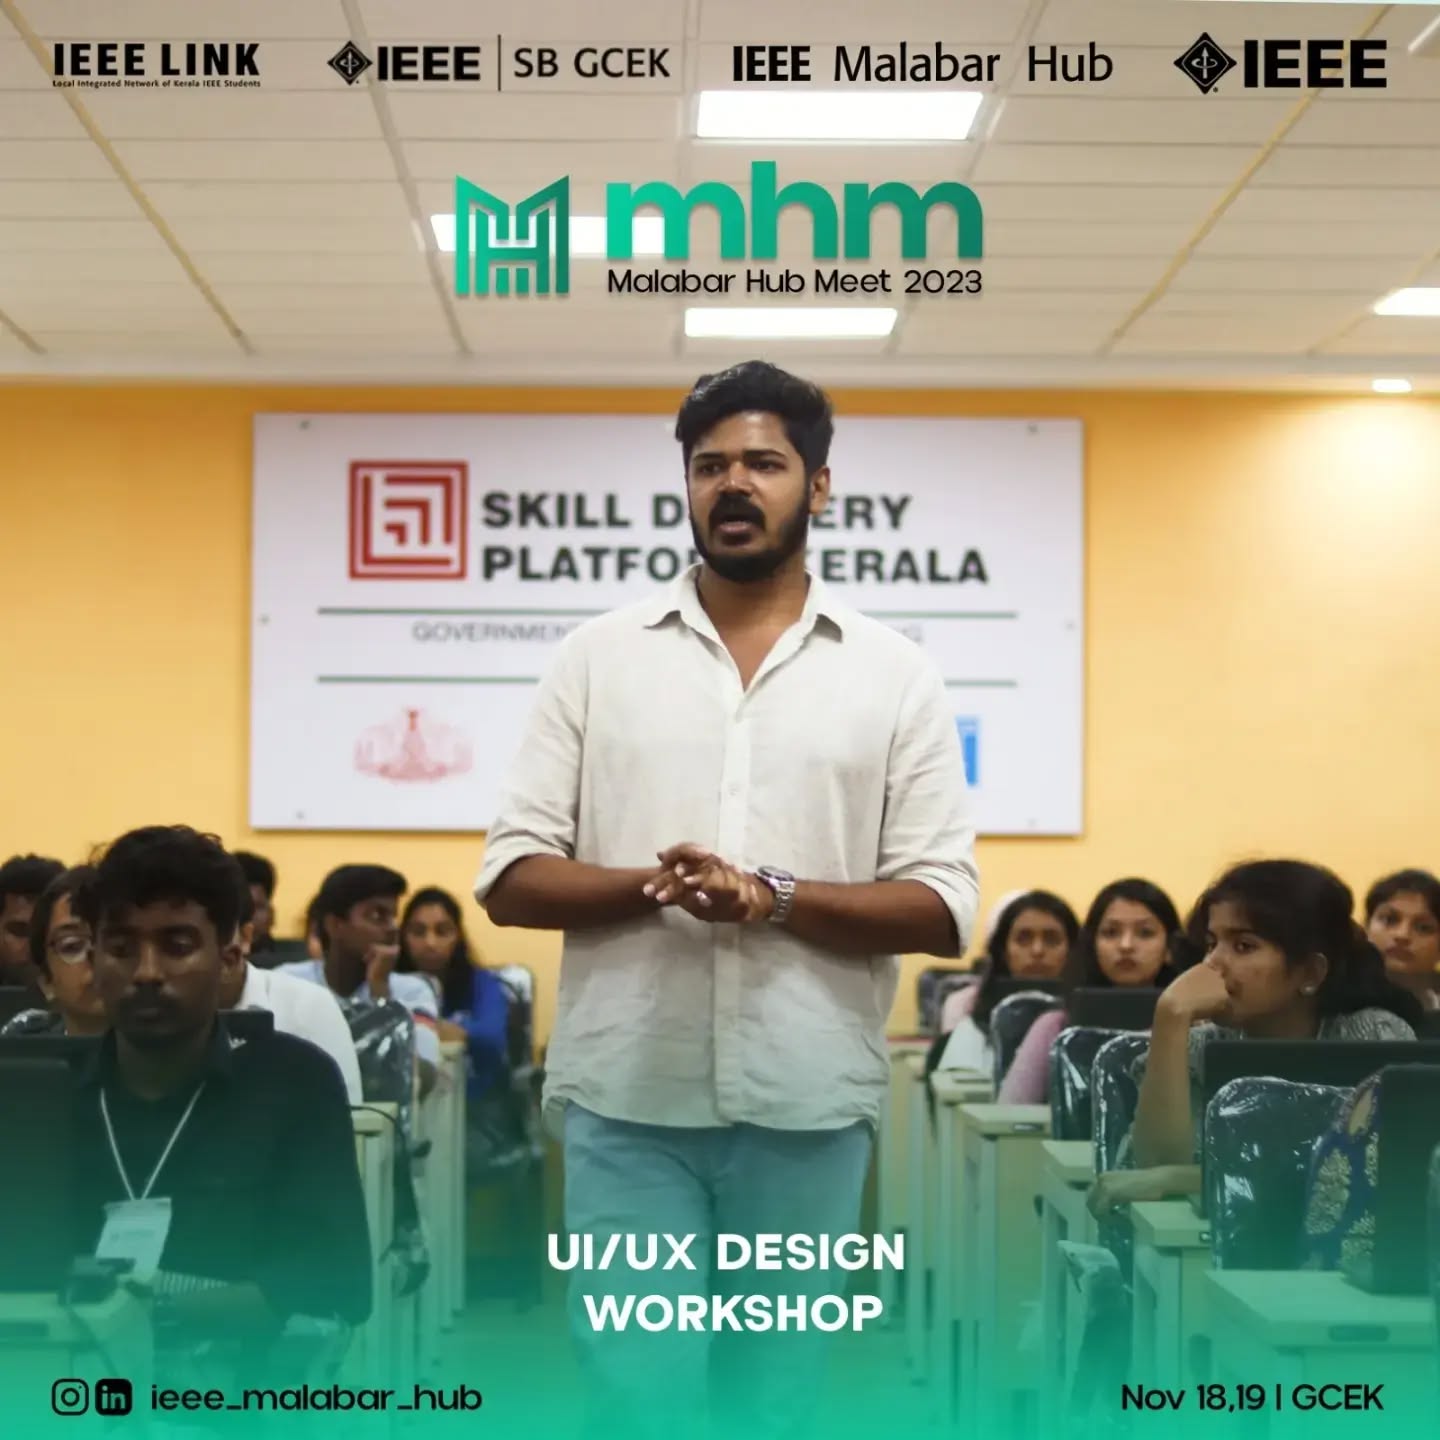 IEEE LINK
Local Integrated Network of Kerala IEEE Students
IEEE | SB GCEK
IEEE Malabar Hub
IEEE
mhm
Malabar Hub Meet 2023
SKILL D ERY
PLATFO ERALA
GOVERNMEN
UI/UX DESIGN
WORKSHOP
ieee_malabar_hub
Nov 18,19 | GCEK